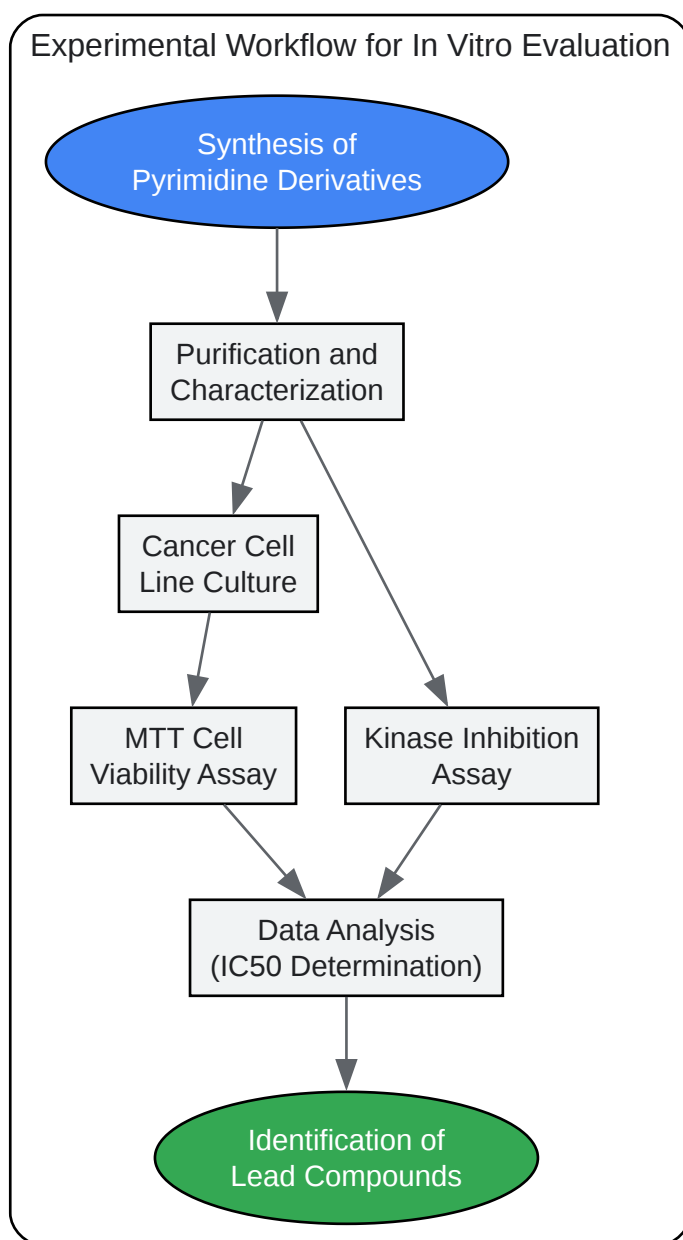 Experimental Workflow for In Vitro Evaluation
Synthesis of
Pyrimidine Derivatives
Purification and
Characterization
Cancer Cell
Line Culture
MTT Cell
Viability Assay
Kinase Inhibition
Assay
Data Analysis
(IC50 Determination)
Identification of
Lead Compounds